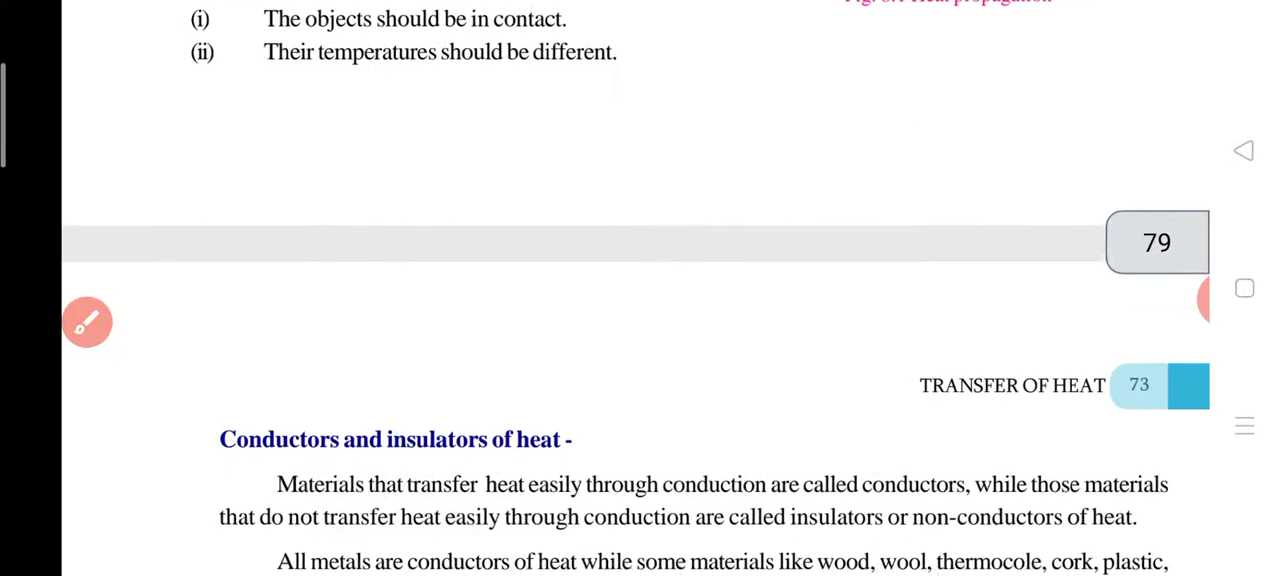 (i) The objects should be in contact.
(ii) Their temperatures should be different.
79
TRANSFER OF HEAT 73
Conductors and insulators of heat -
Materials that transfer heat easily through conduction are called conductors, while those materials
that do not transfer heat easily through conduction are called insulators or non-conductors of heat.
All metals are conductors of heat while some materials like wood, wool, thermocole, cork, plastic,